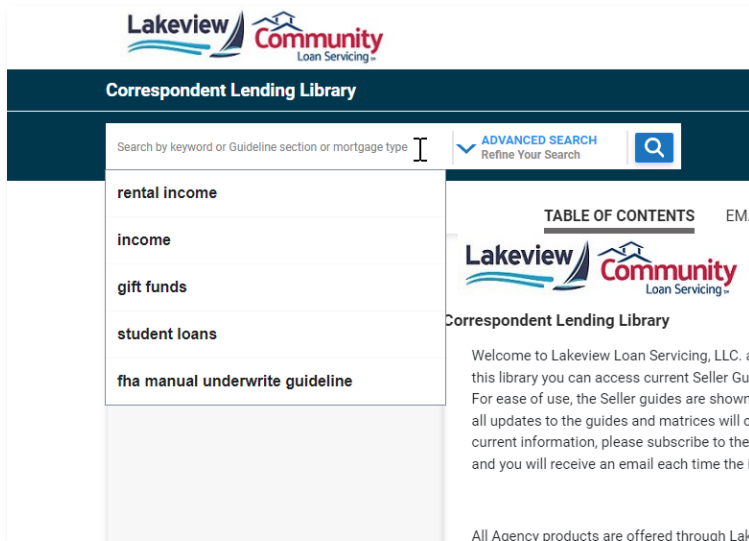 Lakeview
Community
Loan Servicing
Correspondent Lending Library
Search by keyword or Guideline section or mortgage type
ADVANCED SEARCH
Refine Your Search
rental income
income
gift funds
student loans
fha manual underwrite guideline
TABLE OF CONTENTS EM
Lakeview
Community
Loan Servicing
Correspondent Lending Library
Welcome to Lakeview Loan Servicing, LLC. a
this library you can access current Seller Gu
For ease of use, the Seller guides are shown
all updates to the guides and matrices will
current information, please subscribe to the
and you will receive an email each time the
All Agency products are offered through Lak